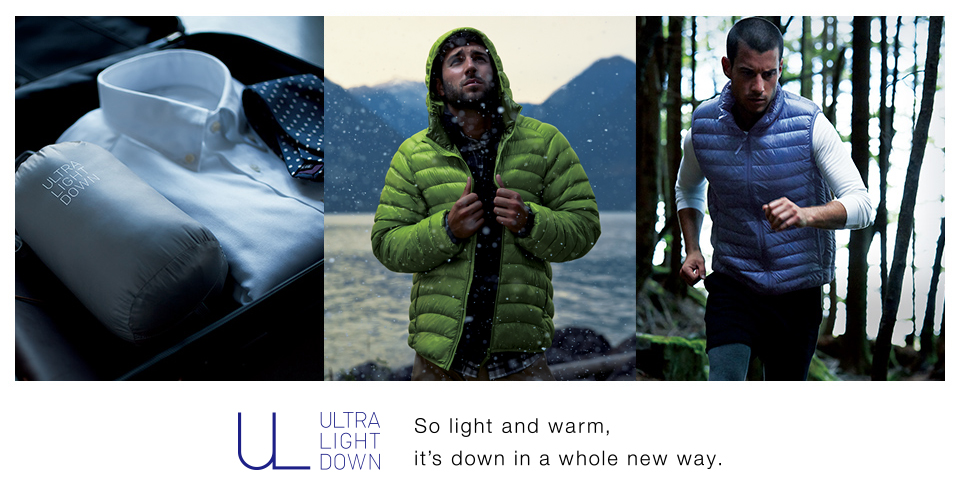 ULTRA
LIGHT
DOWN
UL
ULTRA
LIGHT
DOWN
So light and warm,
it's down in a whole new way.